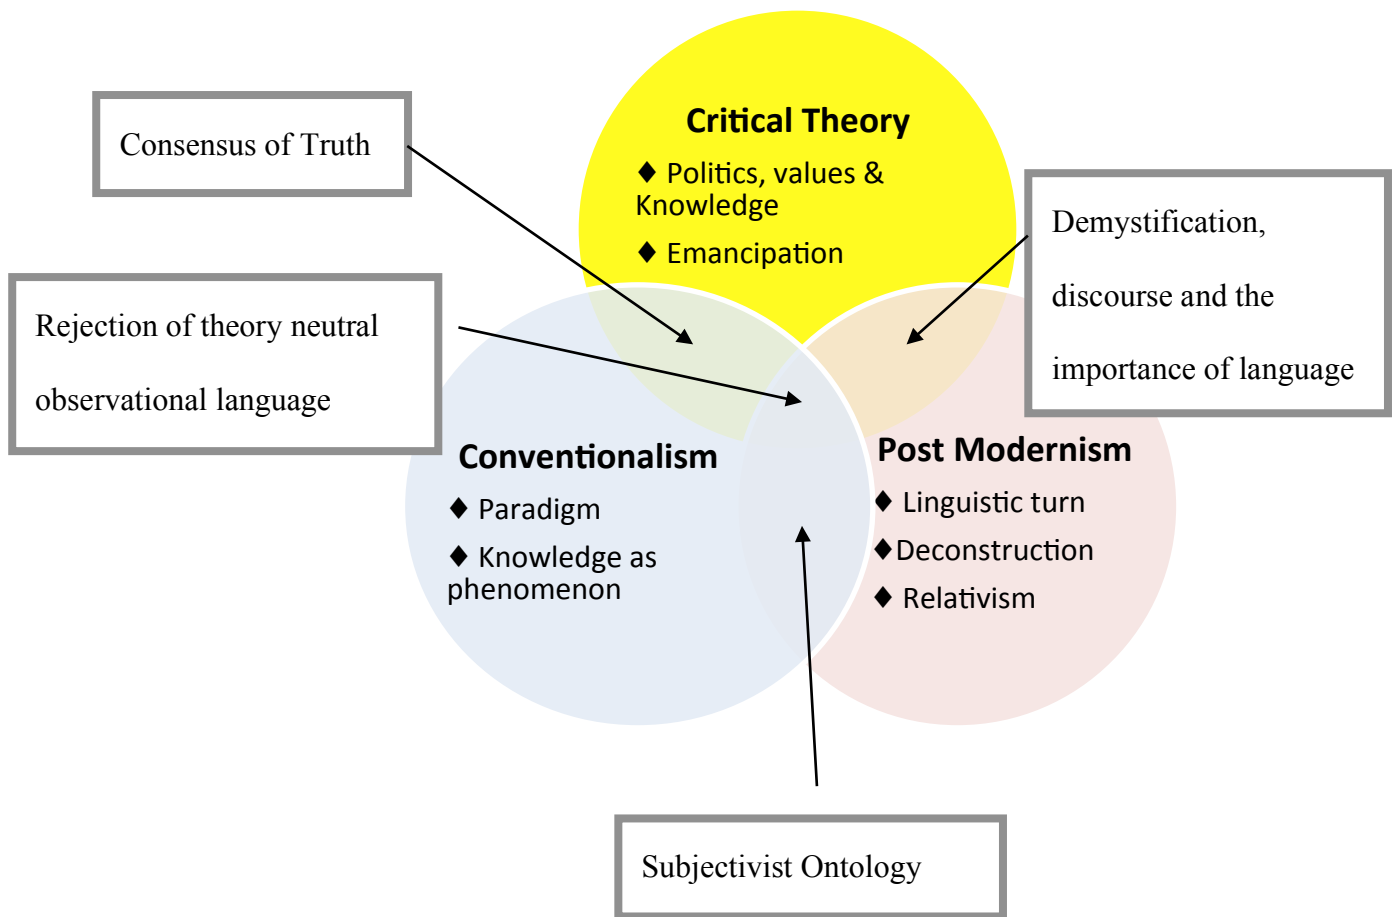 Critical Theory
♦ Politics, values &
Knowledge
♦ Emancipation
Consensus of Truth
Demystification,
discourse and the
importance of language
Rejection of theory neutral
observational language
Conventionalism
♦ Paradigm
♦ Knowledge as
phenomenon
Post Modernism
♦ Linguistic turn
♦Deconstruction
♦ Relativism
Subjectivist Ontology